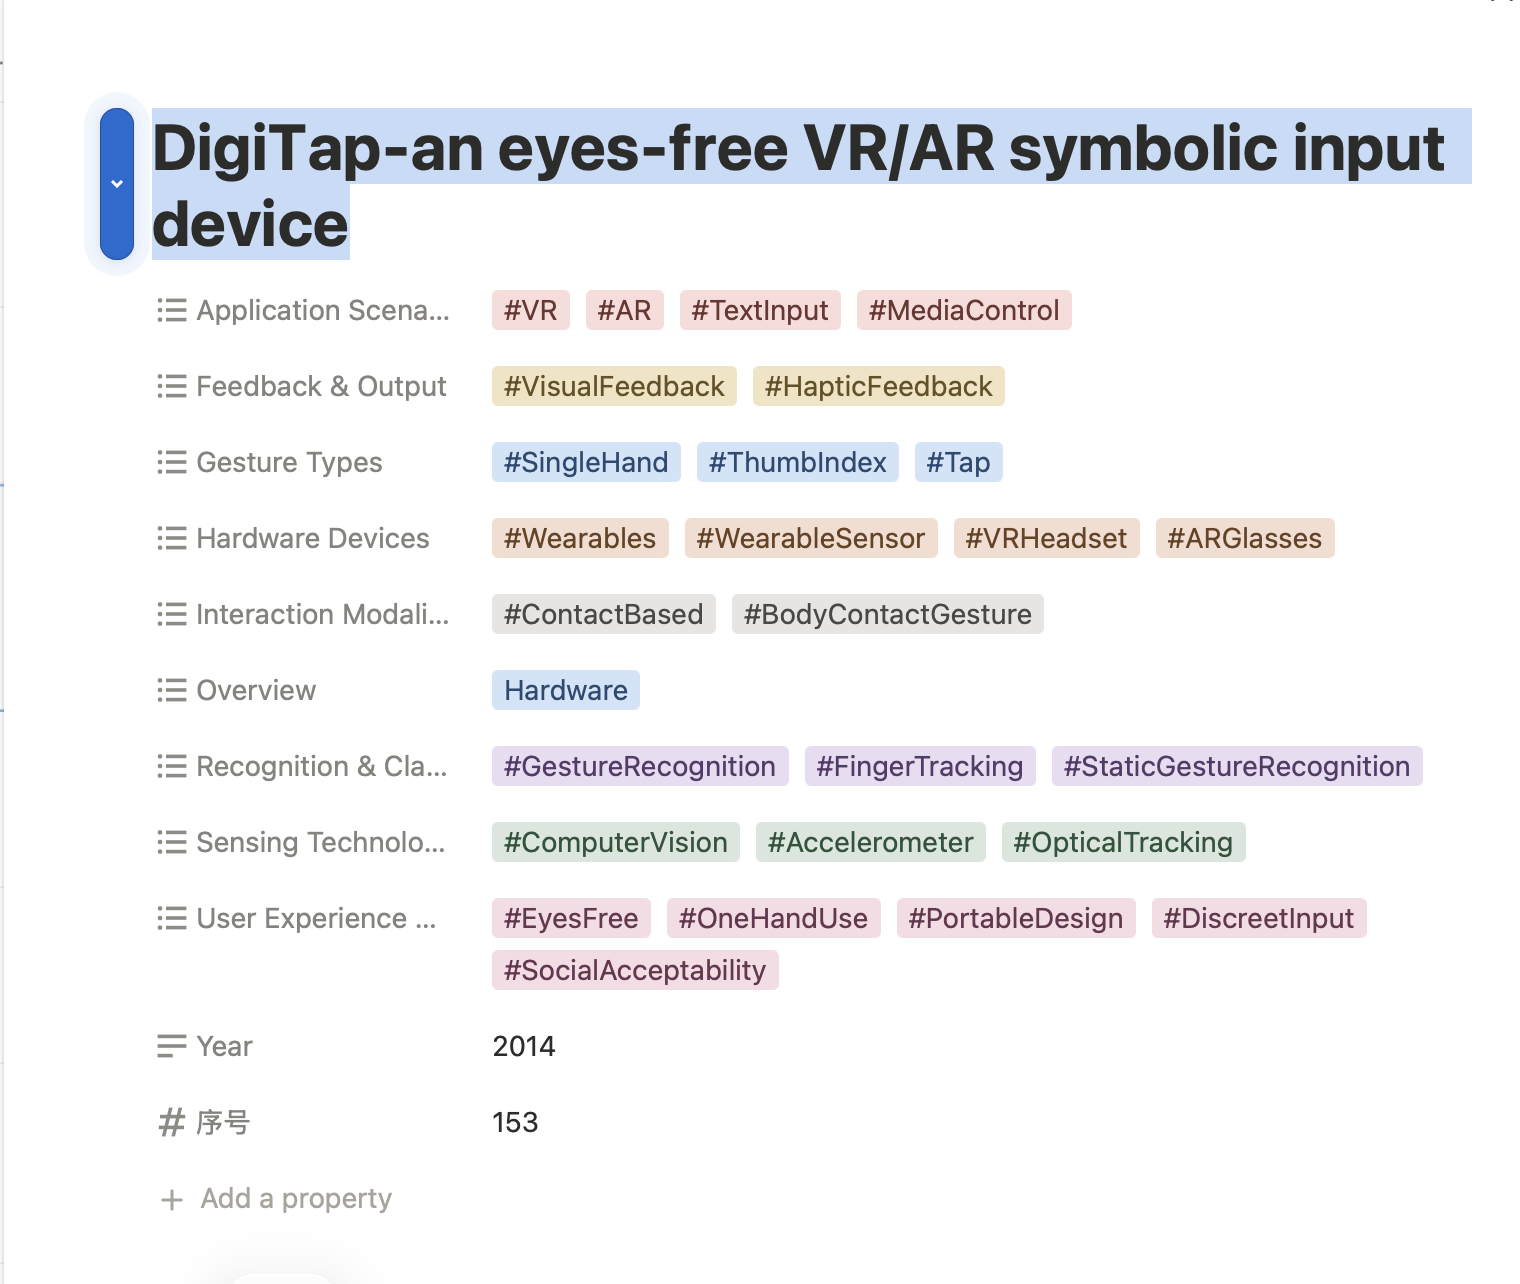 DigiTap-an eyes-free VR/AR symbolic input
device
Application Scena... #VR #AR #TextInput #MediaControl
Feedback & Output #VisualFeedback #HapticFeedback
Gesture Types #SingleHand #ThumbIndex #Tap
Hardware Devices #Wearables #WearableSensor #VRHeadset #ARGlasses
Interaction Modali... #ContactBased #BodyContactGesture
Overview Hardware
Recognition & Cla... #GestureRecognition #FingerTracking #StaticGestureRecognition
Sensing Technolo... #ComputerVision #Accelerometer #OpticalTracking
User Experience ... #EyesFree #OneHandUse #PortableDesign #DiscreetInput
#SocialAcceptability
Year 2014
序号 153
Add a property